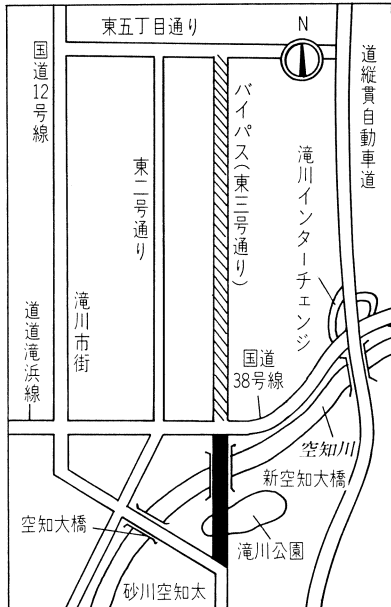 東五丁目通り
N
国道12号線
道縦貫自動車道
バイパス(東三号通り)
東二号通り
滝川インターチェンジ
道道滝浜線
滝川市街
国道
38号線
空知川
新空知大橋
空知大橋
滝川公園
砂川空知太